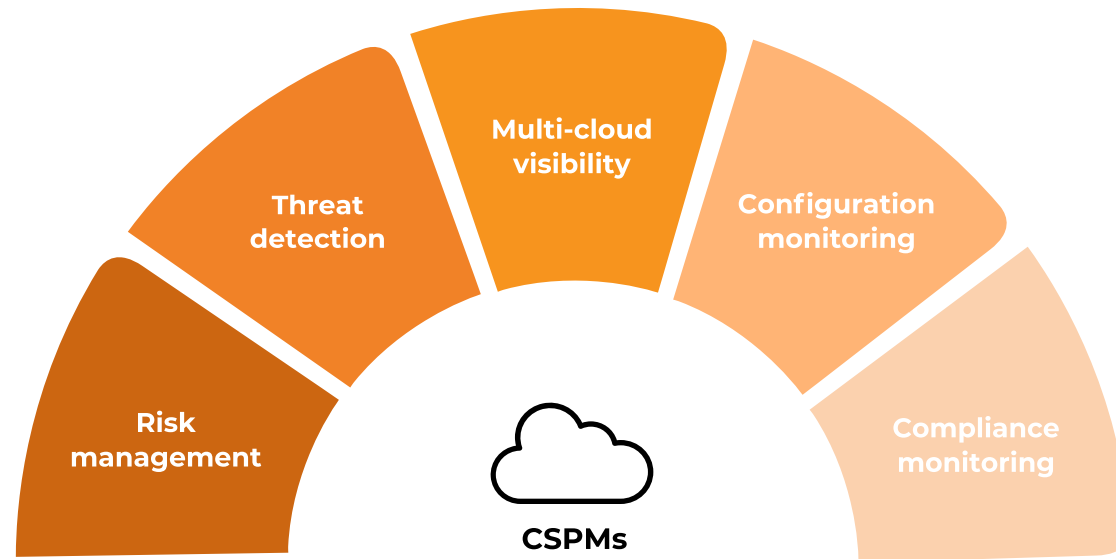 Risk
management
Threat
detection
Multi-cloud
visibility
Configuration
monitoring
Compliance
monitoring
CSPMs